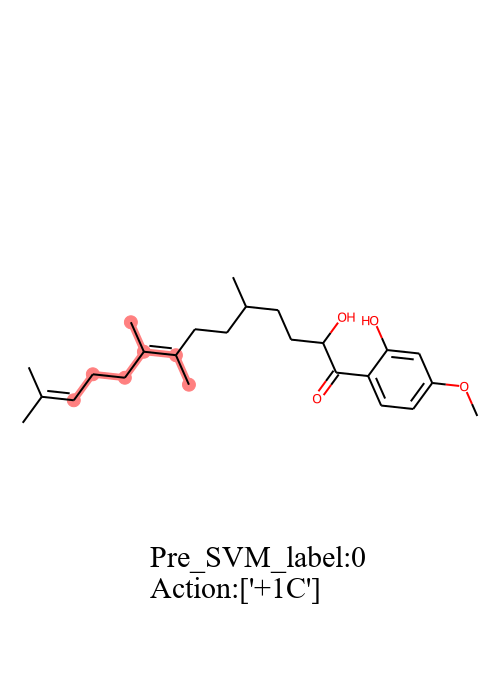 OH
HO
O
O
Pre_SVM_label:0
Action:['+1C']